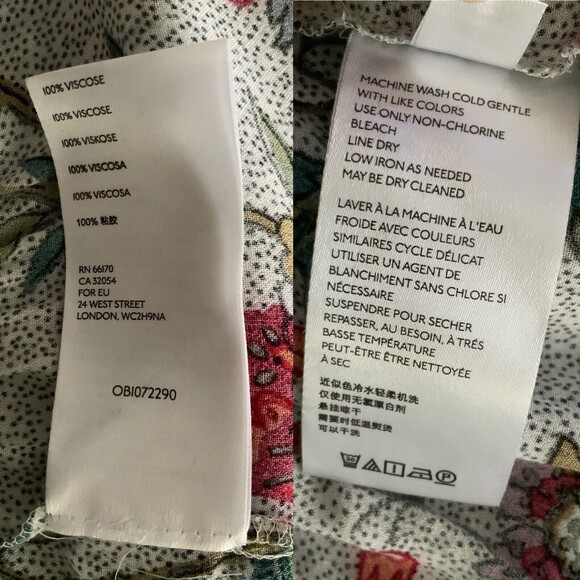 100% VISCOSE
100% VISCOSE
100% VISKOSE
100% VISCOSA
100% VISCOSA
100% 粘胶
RN 66170
CA 32054
FOR EU
24 WEST STREET
LONDON, WC2H9NA
OBI072290
MACHINE WASH COLD GENTLE
WITH LIKE COLORS
USE ONLY NON-CHLORINE
BLEACH
LINE DRY
LOW IRON AS NEEDED
MAY BE DRY CLEANED
LAVER À LA MACHINE À L'EAU
FROIDE AVEC COULEURS
SIMILAIRES CYCLE DÉLICAT
UTILISER UN AGENT DE
BLANCHIMENT SANS CHLORE SI
NÉCESSAIRE
SUSPENDRE POUR SÉCHER
REPASSER, AU BESOIN, À TRÉS
BASSE TEMPÉRATURE
PEUT-ÊTRE ÊTRE NETTOYÉE
À SEC
近似色冷水轻柔机洗
仅使用无氯漂白剂
悬挂晾干
需要时低温熨烫
可以干洗
30
P